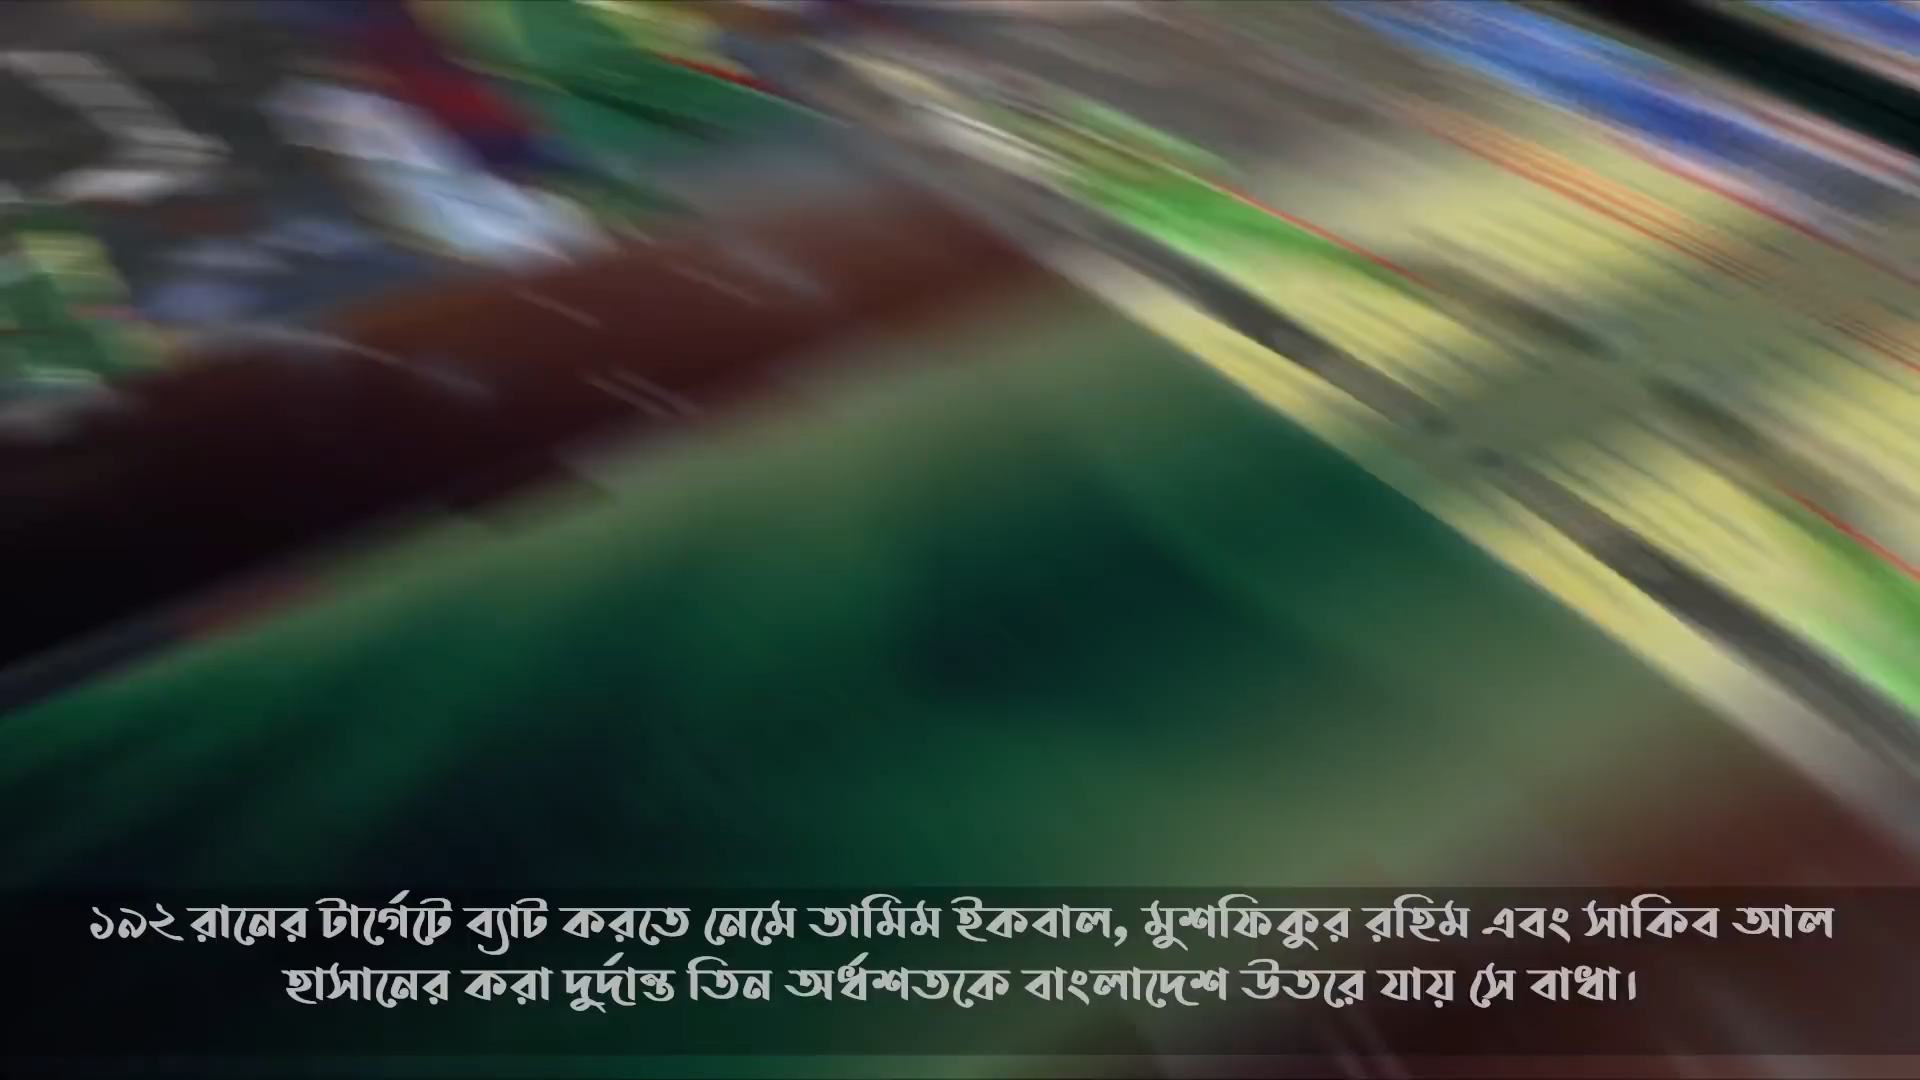 ১৯২ রানের টার্গেটে ব্যাট করতে নেমে তামিম ইকবাল, মুশফিকুর রহিম এবং সাকিব আল
হাসানের করা দুর্দান্ত তিন অর্ধশতকে বাংলাদেশ উতরে যায় সে বাধা।